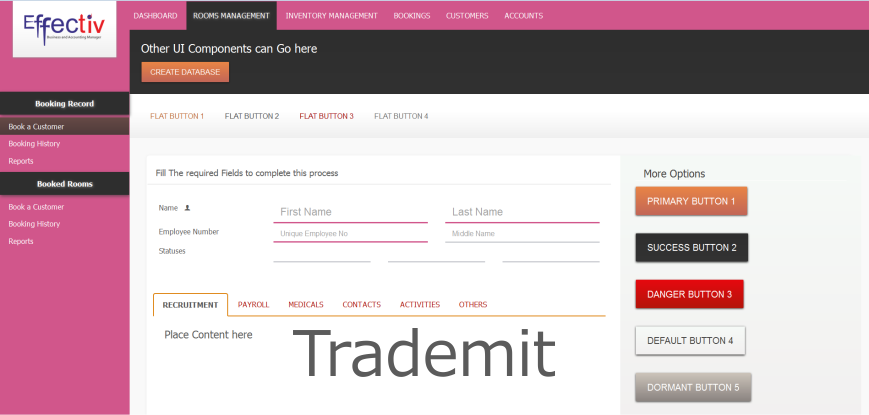 Effectiv
Business and Accounting Manager
DASHBOARD ROOMS MANAGEMENT INVENTORY MANAGEMENT BOOKINGS CUSTOMERS ACCOUNTS
Other UI Components can Go here
CREATE DATABASE
Booking Record
Book a Customer
Booking History
Reports
Booked Rooms
Book a Customer
Booking History
Reports
FLAT BUTTON 1 FLAT BUTTON 2 FLAT BUTTON 3 FLAT BUTTON 4
Fill The required Fields to complete this process
Name First Name Last Name
Employee Number Unique Employee No Middle Name
Statuses
RECRUITMENT PAYROLL MEDICALS CONTACTS ACTIVITIES OTHERS
Place Content here
Trademit
More Options
PRIMARY BUTTON 1
SUCCESS BUTTON 2
DANGER BUTTON 3
DEFAULT BUTTON 4
DORMANT BUTTON 5